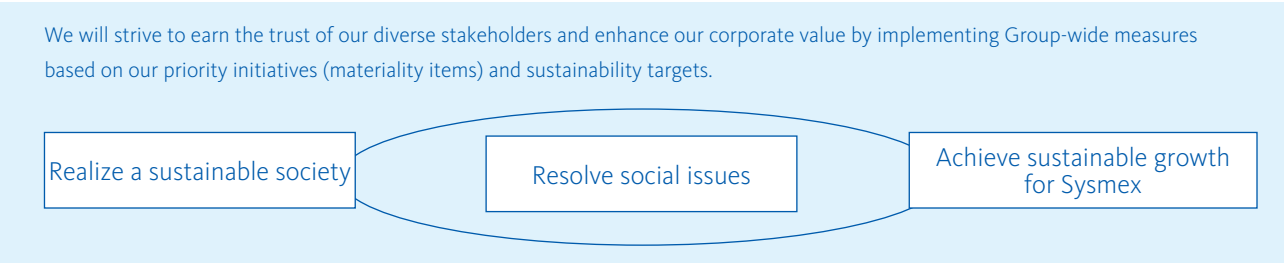 We will strive to earn the trust of our diverse stakeholders and enhance our corporate value by implementing Group-wide measures
based on our priority initiatives (materiality items) and sustainability targets.
Realize a sustainable society
Resolve social issues
Achieve sustainable growth
for Sysmex